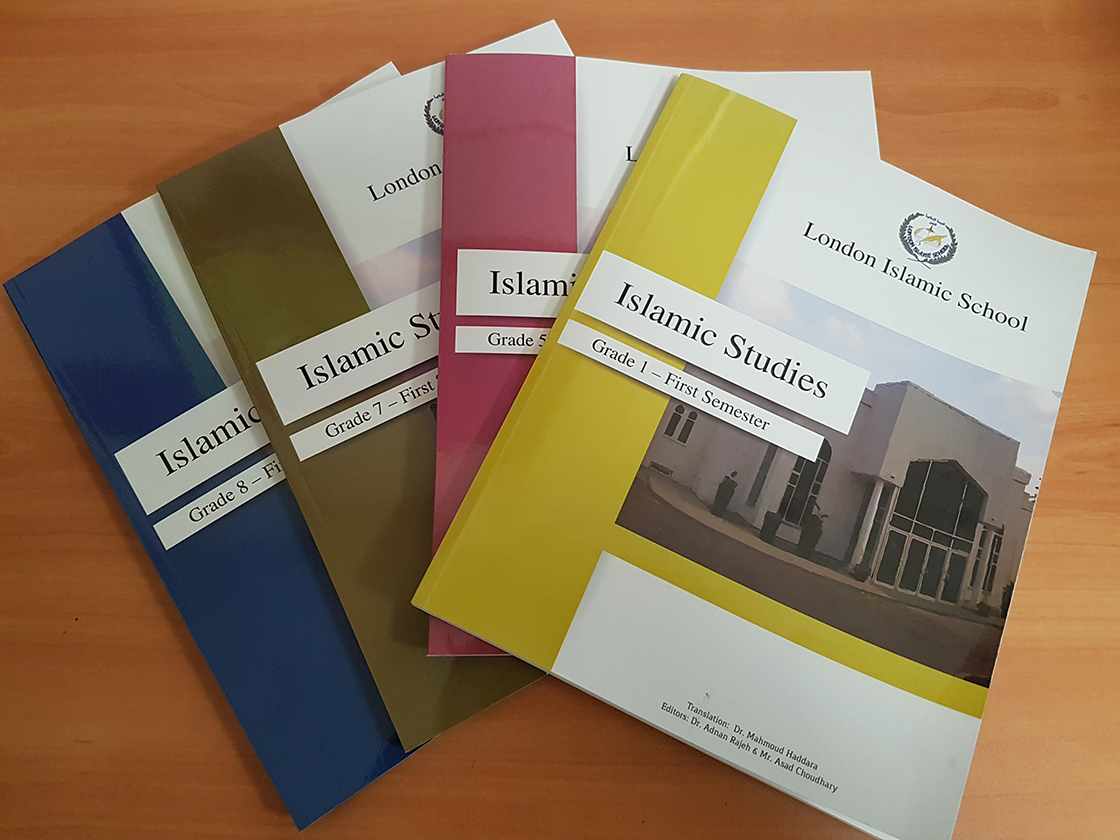 London Islamic School
Islamic Studies
Grade 1 – First Semester
Translation: Dr. Mahmoud Haddara
Editors: Dr. Adnan Rajeh & Mr. Asad Choudhary
L
Islami
Grade 5
London
Islamic St
Grade 7 – First
Islamic
Grade 8 – Fi